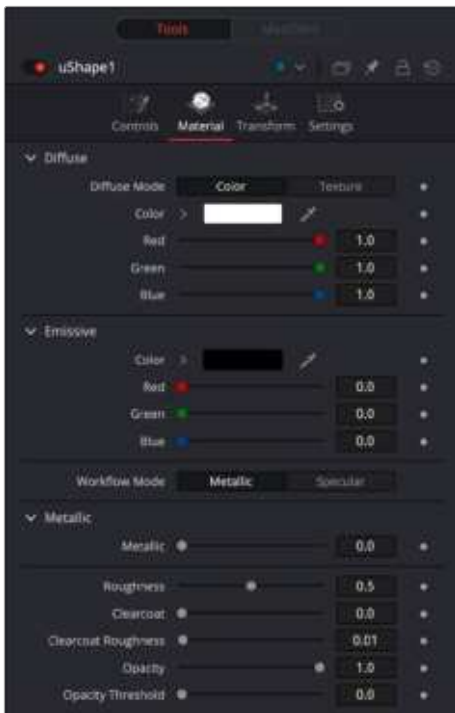 Tools Modifiers
uShape1
Controls Material Transform Settings
Diffuse
Diffuse Mode Color Texture
Color
Red 1.0
Green 1.0
Blue 1.0
Emissive
Color
Red 0.0
Green 0.0
Blue 0.0
Workflow Mode Metallic Specular
Metallic
Metallic 0.0
Roughness 0.5
Clearcoat 0.0
Clearcoat Roughness 0.01
Opacity 1.0
Opacity Threshold 0.0